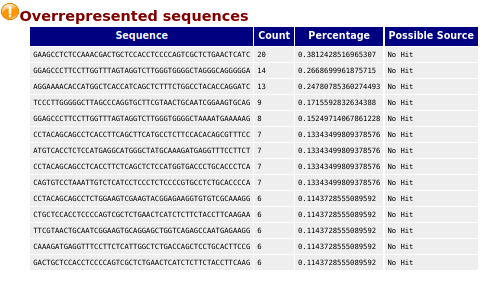 Overrepresented sequences
Sequence Count Percentage Possible Source
GAAGCCTCTCCAAACGACTGCTCCACCTCCCCAGTCGCTCTGAACTCATC 20 0.3812428516965307 No Hit
GGAGCCCTTCCTTGGTTTAGTAGGTCTTGGGTGGGGCTAGGGCAGGGGGA 14 0.2668699961875715 No Hit
AGGAAAACACCATGGCTCACCATCAGCTCTTTTCTGGCCTACACCAGGATC 13 0.24780785360274493 No Hit
TCCCTTGGGGGCTTAGCCCAGGTGCTTCGTAACTGCAATCGGAAGTGCAG 9 0.1715592832634388 No Hit
GGAGCCCTTCCTTGGTTTAGTAGGTCTTGGGTGGGGCTAAAATGAAAAAG 8 0.15249714067861228 No Hit
CCTACAGCAGCCTCACCTTCAGCTTCATGCCTCTTCCACACAGCGTTTCC 7 0.13343499809378576 No Hit
ATGTCACCTCTCCATGAGGCATGGGCTATGCAAAGATGAGGTTTCCTTCT 7 0.13343499809378576 No Hit
CCTACAGCAGCCTCACCTTCTCAGCTCTCCATGGTGACCCTGCACCCTCA 7 0.13343499809378576 No Hit
CAGTGTCCTAAATTGTCTCATCCTCCCTCTCCCCGTGCCTCTGCACCCCA 7 0.13343499809378576 No Hit
CCTACAGCAGCCTCTGGAAGTCGAAGTACGGAGAAGGTGTGTCGCAAAGG 6 0.1143728555089592 No Hit
CTGCTCCACCTCCCCAGTCGCTCTGAACTCATCTCTTCTACCTTCAAGAA 6 0.1143728555089592 No Hit
TTCGTAACTGCAATCGGAAGTGCAGGAGCTGGTCAGAGCCAATGAGAAGG 6 0.1143728555089592 No Hit
CAAAGATGAGGTTTCCTTCTCATTGGCTCTGACCAGCTCCTGCACTTCCG 6 0.1143728555089592 No Hit
GACTGCTCCACCTCCCCAGTCGCTCTGAACTCATCTCTTCTACCTTCAAG 6 0.1143728555089592 No Hit